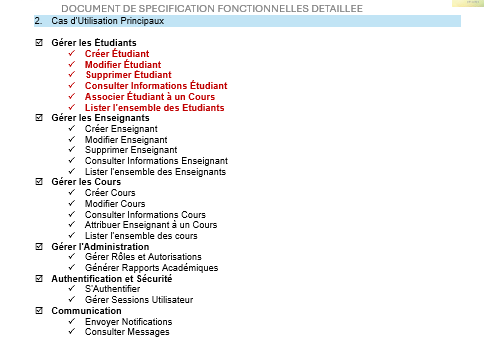 DOCUMENT DE SPECIFICATION FONCTIONNELLES DETAILLEE
2. Cas d'Utilisation Principaux
Gérer les Étudiants
Créer Étudiant
Modifier Étudiant
Supprimer Étudiant
Consulter Informations Étudiant
Associer Étudiant à un Cours
Lister l'ensemble des Etudiants
Gérer les Enseignants
Créer Enseignant
Modifier Enseignant
Supprimer Enseignant
Consulter Informations Enseignant
Lister l'ensemble des Enseignants
Gérer les Cours
Créer Cours
Modifier Cours
Consulter Informations Cours
Attribuer Enseignant à un Cours
Lister l'ensemble des cours
Gérer l'Administration
Gérer Rôles et Autorisations
Générer Rapports Académiques
Authentification et Sécurité
S'Authentifier
Gérer Sessions Utilisateur
Communication
Envoyer Notifications
Consulter Messages